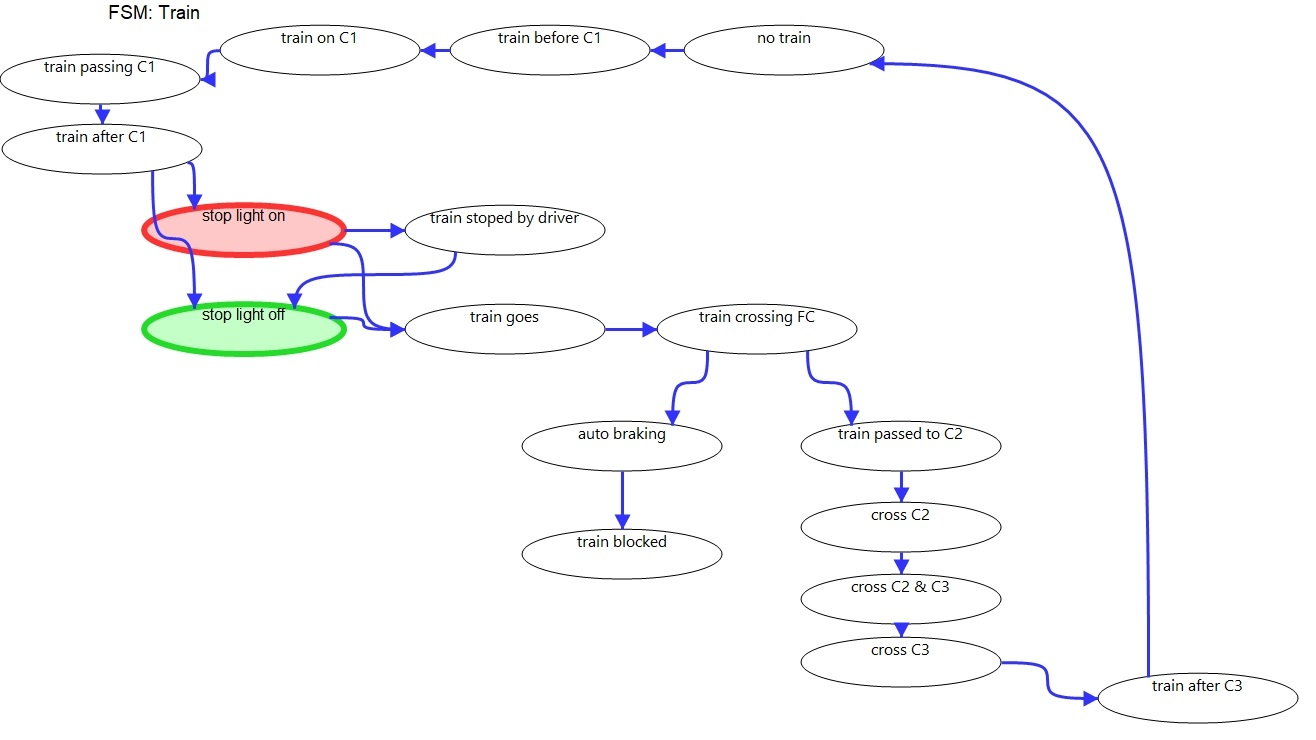 FSM: Train
train on C1
train before C1
no train
train passing C1
train after C1
stop light on
train stoped by driver
stop light off
train goes
train crossing FC
auto braking
train passed to C2
cross C2
train blocked
cross C2 & C3
cross C3
train after C3